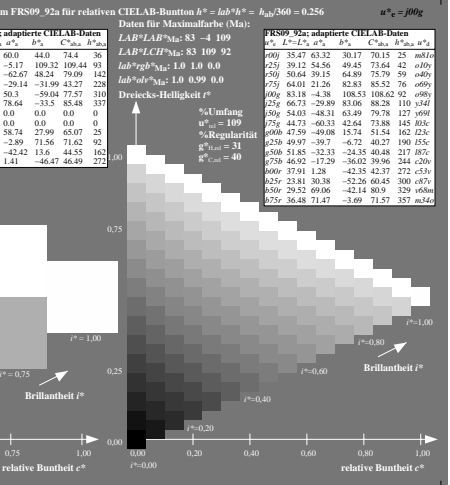 m FRS09_92a für relativen CIELAB-Buntton h* = lab*h* = h_ab/360 = 0.256
u*e = j00g
Daten für Maximalfarbe (Ma):
LAB*LAB*Ma: 83 −4 109
LAB*LCH*Ma: 83 109 92
lab*rgb*Ma: 1.0 1.0 0.0
lab*olv*Ma: 1.0 0.99 0.0
Dreiecks-Helligkeit t*
%Umfang
u*rel = 109
%Regularität
g*H,rel = 31
g*C,rel = 40
; adaptierte CIELAB-Daten
a*a b*a C*ab,a h*ab,a
60.0 44.0 74.4 36
−5.17 109.32 109.44 93
−62.67 48.24 79.09 142
−29.14 −31.99 43.27 228
50.3 −59.04 77.57 310
78.64 −33.5 85.48 337
0.0 0.0 0.0 0
0.0 0.0 0.0 0
58.74 27.99 65.07 25
−2.89 71.56 71.62 92
−42.42 13.6 44.55 162
1.41 −46.47 46.49 272
FRS09_92a; adaptierte CIELAB-Daten
u*e L*=L*a a*a b*a C*ab,a h*ab,a u*d
r00j 35.47 63.32 30.17 70.15 25 m81o
r25j 39.12 54.56 49.45 73.64 42 o10y
r50j 50.64 39.15 64.89 75.79 59 o40y
r75j 64.01 21.26 82.83 85.52 76 o69y
j00g 83.18 −4.38 108.53 108.62 92 o98y
j25g 66.73 −29.89 83.06 88.28 110 y34l
j50g 54.03 −48.31 63.49 79.78 127 y69l
j75g 44.73 −60.33 42.64 73.88 145 l03c
g00b 47.59 −49.08 15.74 51.54 162 l23c
g25b 49.97 −39.7 −6.72 40.27 190 l55c
g50b 51.85 −32.33 −24.35 40.48 217 l87c
g75b 46.92 −17.29 −36.02 39.96 244 c20v
b00r 37.91 1.28 −42.35 42.37 272 c53v
b25r 23.81 30.38 −52.26 60.45 300 c87v
b50r 29.52 69.06 −42.14 80.9 329 v68m
b75r 36.48 71.47 −3.69 71.57 357 m34o
1,00
0,75
0,25
0,00
i* = 1,00
i* = 0,75
Brillantheit i*
i*=1,00
i*=0,80
i*=0,60
i*=0,40
i*=0,20
i*=0,00
Brillantheit i*
0,75 1,00
0,00 0,20 0,40 0,60 0,80 1,00
relative Buntheit c*
relative Buntheit c*